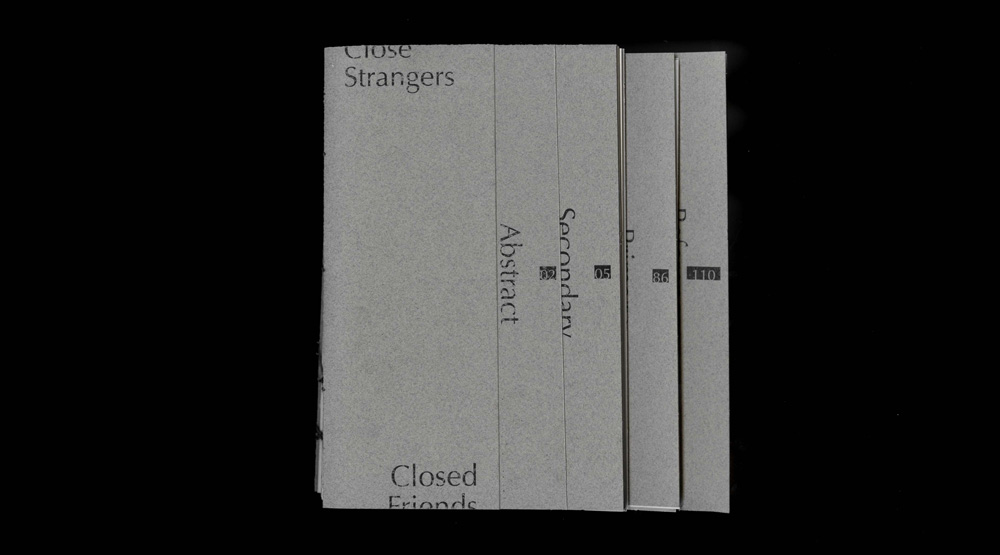 Close
Strangers
Abstract
02
Secondary
05
86
110
Closed
Friends